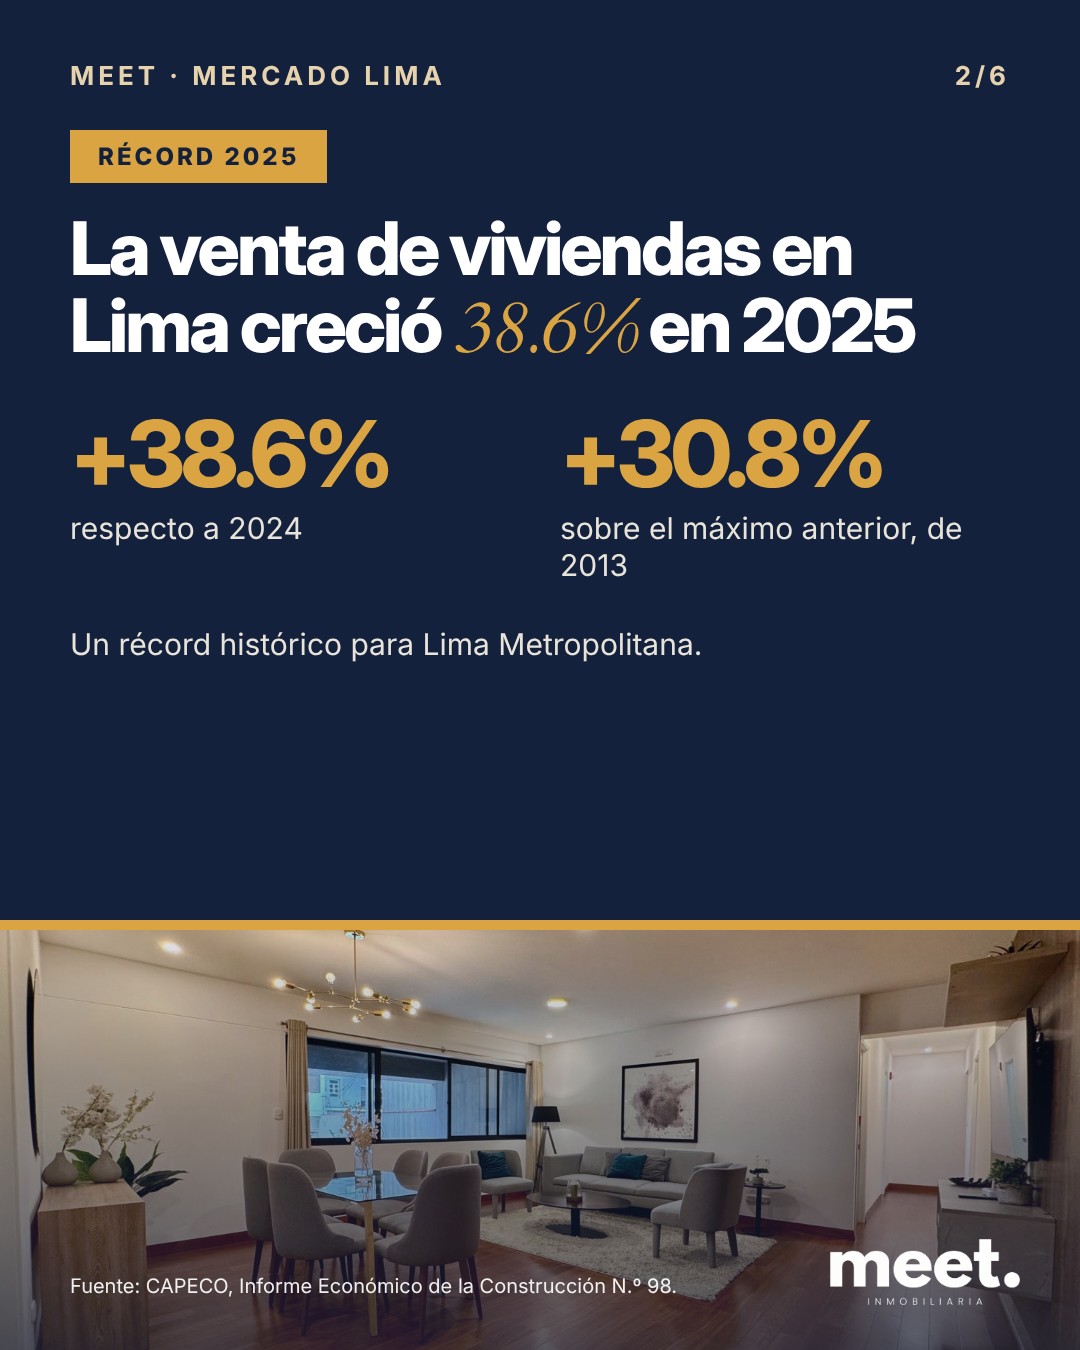 MEET · MERCADO LIMA
2/6
RÉCORD 2025
La venta de viviendas en
Lima creció 38.6% en 2025
+38.6%
respecto a 2024
+30.8%
sobre el máximo anterior, de
2013
Un récord histórico para Lima Metropolitana.
Fuente: CAPECO, Informe Económico de la Construcción N.º 98.
meet.
INMOBILIARIA